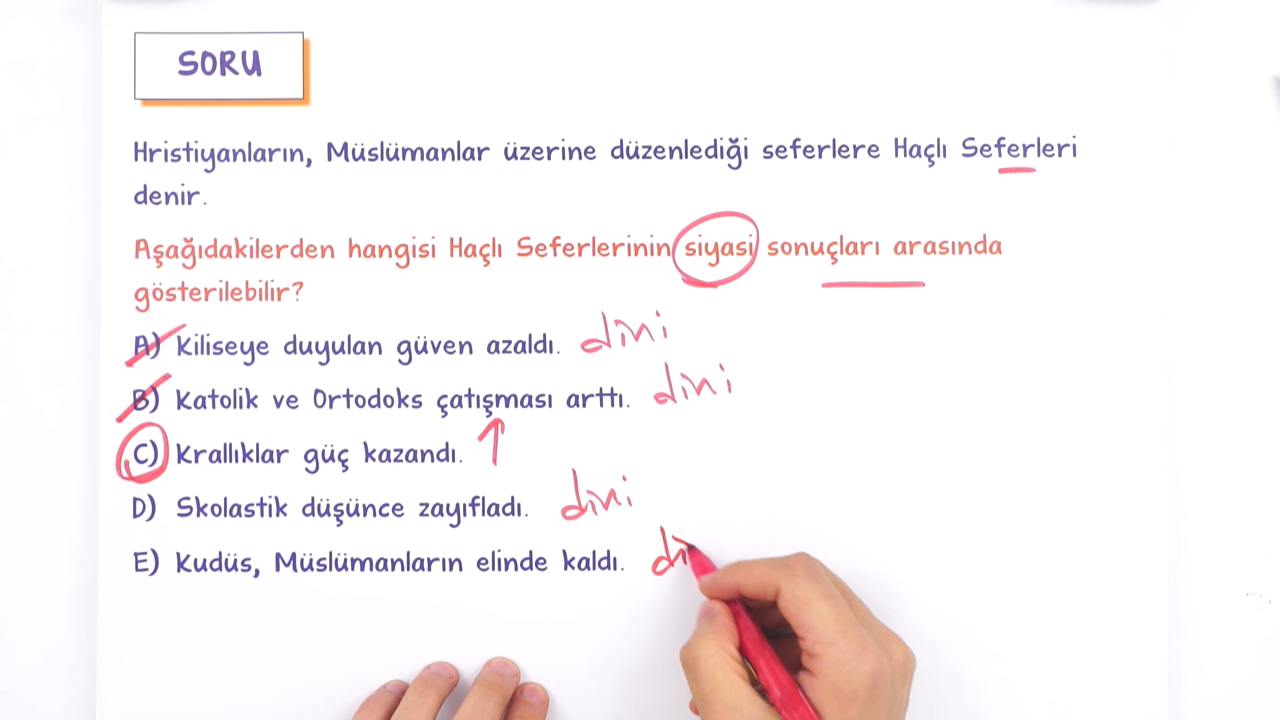 SORU
Hristiyanların, Müslümanlar üzerine düzenlediği seferlere Haçlı Seferleri
denir.
Aşağıdakilerden hangisi Haçlı Seferlerinin siyasi sonuçları arasında
gösterilebilir?
A) Kiliseye duyulan güven azaldı. dini
B) Katolik ve Ortodoks çatışması arttı. dini
C) Krallıklar güç kazandı. ↑
D) Skolastik düşünce zayıfladı. dini
E) Kudüs, Müslümanların elinde kaldı. di